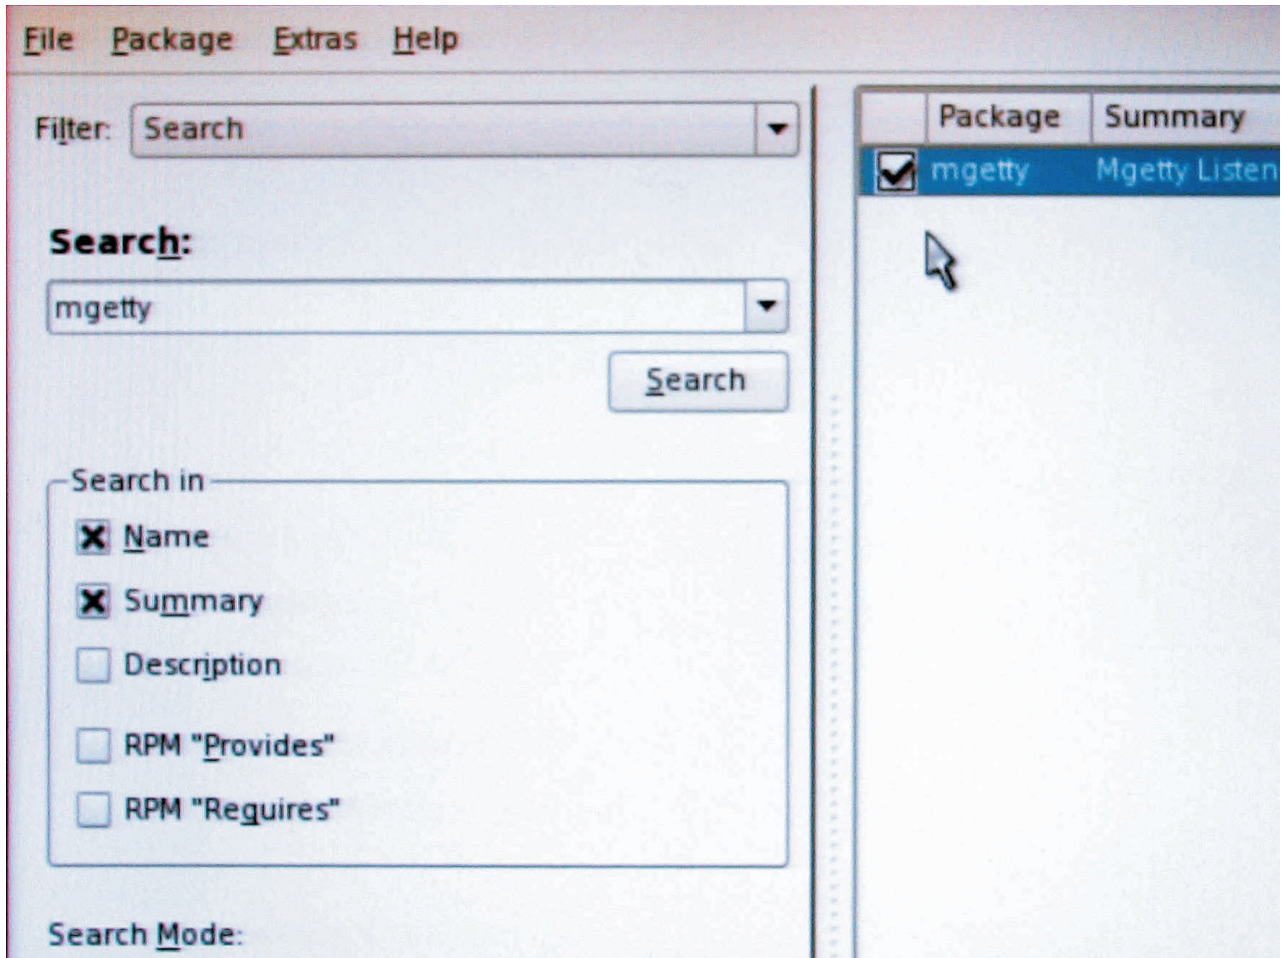 File Package Extras Help
Filter: Search
Search:
mgetty
Search
Search in
Name
Summary
Description
RPM "Provides"
RPM "Requires"
Search Mode:
Package Summary
mgetty Mgetty Listen